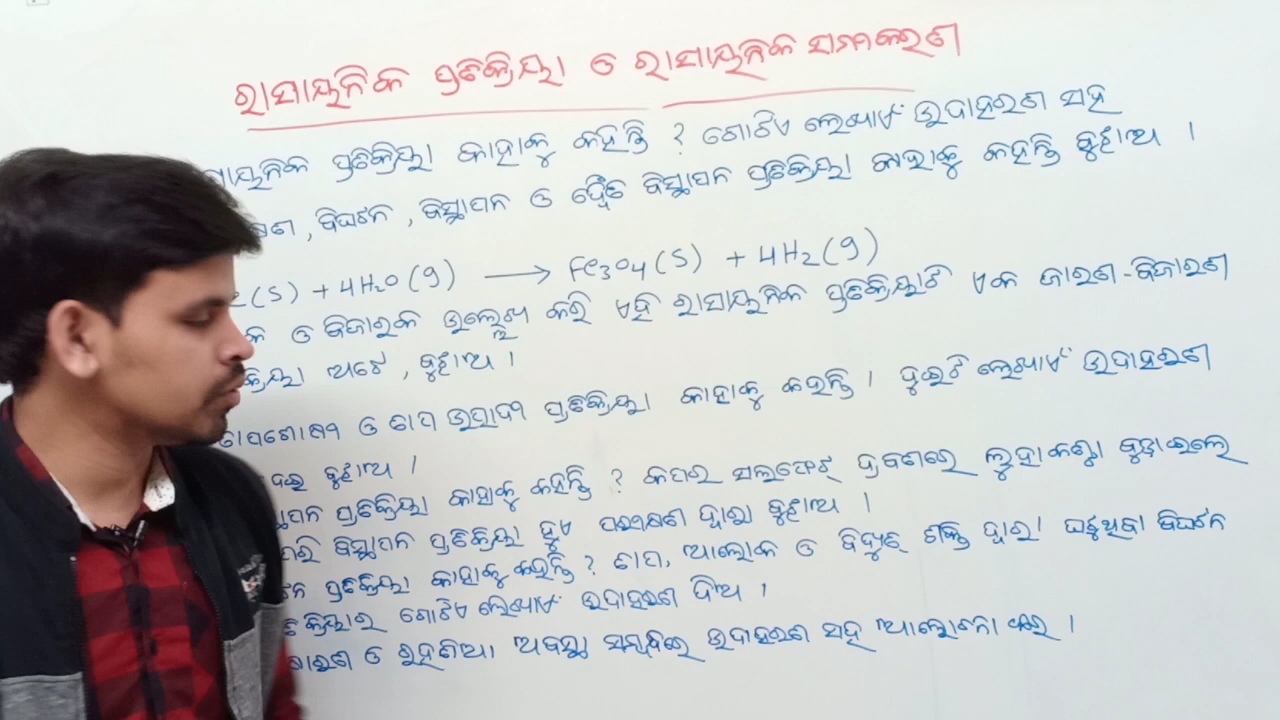 ରାସାୟନିକ ପ୍ରତିକ୍ରିୟା ଓ ରାସାୟନିକ ସମୀକରଣ
ସାୟନିକ ପ୍ରତିକ୍ରିୟା କାହାକୁ କହନ୍ତି ? ଗୋଟିଏ ଲେଖାଏଁ ଉଦାହରଣ ସହ
, ବିଘଟନ , ବିସ୍ଥାପନ ଓ ଦ୍ୱୈତ ବିସ୍ଥାପନ ପ୍ରତିକ୍ରିୟା କାହାକୁ କହନ୍ତି ବୁଝାଅ ।
(s) + 4H₂O (g) ⟶ Fe₃O₄ (s) + 4H₂ (g)
କ ଓ ବିଜାରକ ଉଲ୍ଲେଖ କରି ଏହି ରାସାୟନିକ ପ୍ରତିକ୍ରିୟାଟି ଏକ ଜାରଣ-ବିଜାରଣ
କ୍ରିୟା ଅଟେ , ବୁଝାଅ ।
ତାପଶୋଷୀ ଓ ତାପ ଉତ୍ପାଦୀ ପ୍ରତିକ୍ରିୟା କାହାକୁ କହନ୍ତି । ଦୁଇଟି ଲେଖାଏଁ ଉଦାହରଣ
ଦେଇ ବୁଝାଅ ।
ସ୍ଥାପନ ପ୍ରତିକ୍ରିୟା କାହାକୁ କହନ୍ତି ? କପର ସଲଫେଟ୍ ଦ୍ରବଣରେ ଲୁହାକଣ୍ଟା ବୁଡ଼ାଇଲେ
ପରି ବିସ୍ଥାପନ ପ୍ରତିକ୍ରିୟା ହୁଏ ପରୀକ୍ଷଣ ଦ୍ୱାରା ବୁଝାଅ ।
ଟନ ପ୍ରତିକ୍ରିୟା କାହାକୁ କହନ୍ତି ? ତାପ, ଆଲୋକ ଓ ବିଦ୍ୟୁତ୍ ଶକ୍ତି ଦ୍ୱାରା ଘଟୁଥିବା ବିଘଟନ
ତିକ୍ରିୟାର ଗୋଟିଏ ଲେଖାଏଁ ଉଦାହରଣ ଦିଅ ।
ଓ ଅବସ୍ଥା ସମ୍ବନ୍ଧରେ ଉଦାହରଣ ସହ ଆଲୋଚନା କର ।